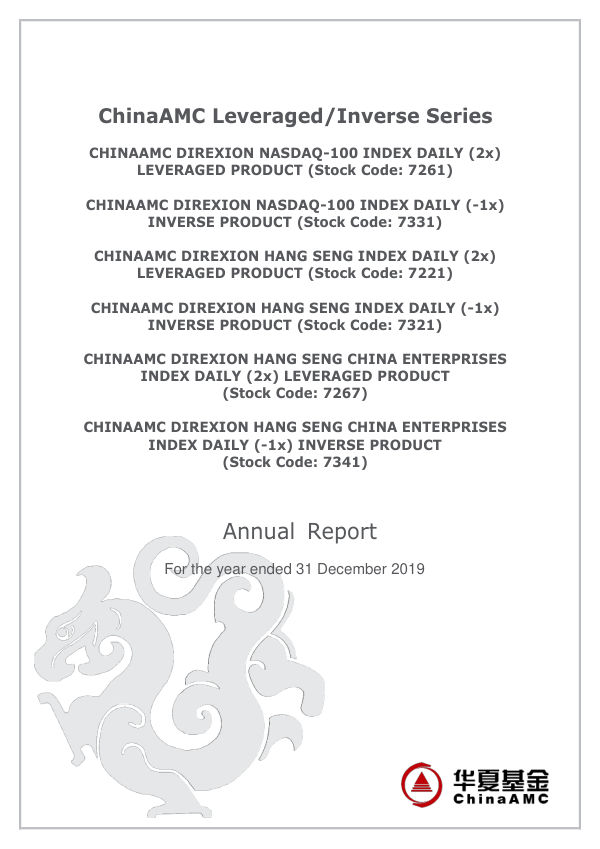 ChinaAMC Leveraged/Inverse Series
CHINAAMC DIREXION NASDAQ-100 INDEX DAILY (2x)
LEVERAGED PRODUCT (Stock Code: 7261)
CHINAAMC DIREXION NASDAQ-100 INDEX DAILY (-1x)
INVERSE PRODUCT (Stock Code: 7331)
CHINAAMC DIREXION HANG SENG INDEX DAILY (2x)
LEVERAGED PRODUCT (Stock Code: 7221)
CHINAAMC DIREXION HANG SENG INDEX DAILY (-1x)
INVERSE PRODUCT (Stock Code: 7321)
CHINAAMC DIREXION HANG SENG CHINA ENTERPRISES
INDEX DAILY (2x) LEVERAGED PRODUCT
(Stock Code: 7267)
CHINAAMC DIREXION HANG SENG CHINA ENTERPRISES
INDEX DAILY (-1x) INVERSE PRODUCT
(Stock Code: 7341)
Annual Report
For the year ended 31 December 2019
华夏基金
ChinaAMC